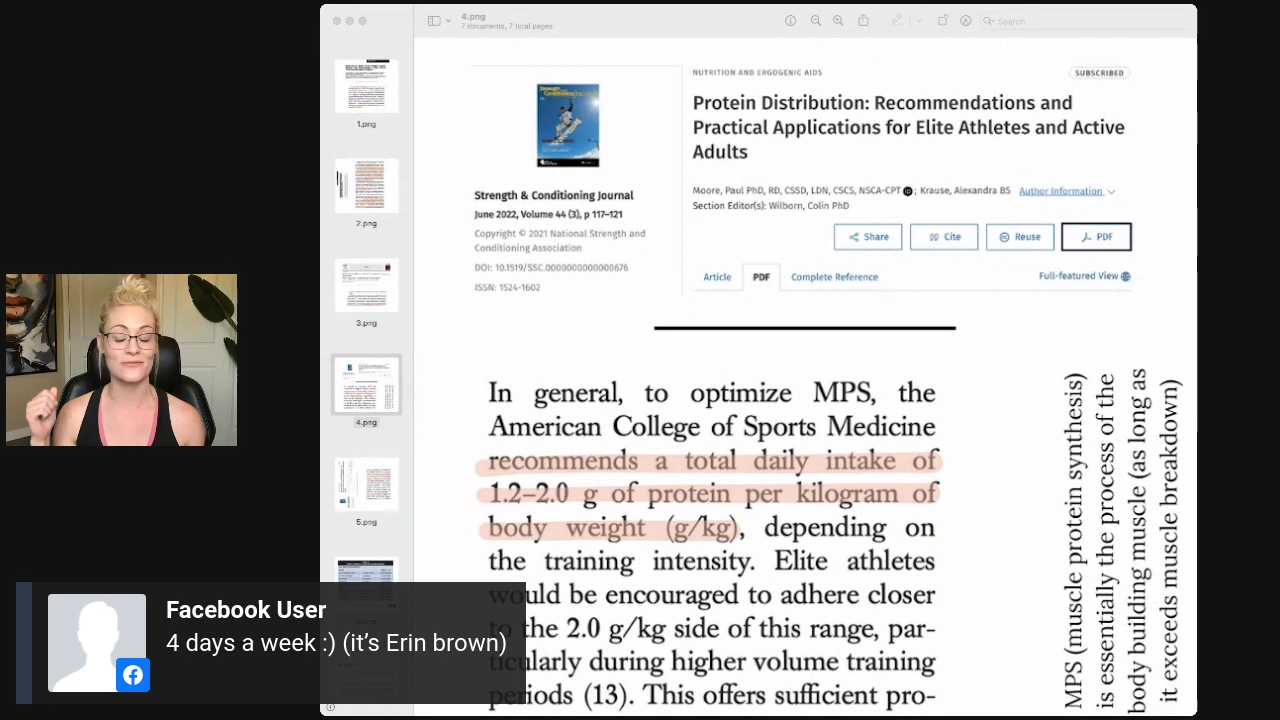 4.png
7 documents, 7 total pages
Search
1.png
2.png
3.png
4.png
5.png
NUTRITION AND ERGOGENIC AIDS
SUBSCRIBED
Protein Distribution: Recommendations and
Practical Applications for Elite Athletes and Active
Adults
Moore, Paul PhD, RD, CSCS, LDN, CSCS, NSCA-CPT; Krause, Alexandra BS Author Information
Section Editor(s): Wilborn, Colin PhD
Share
Cite
Reuse
PDF
Article
PDF
Complete Reference
Full-featured View
Strength & Conditioning Journal
June 2022, Volume 44 (3), p 117–121
Copyright © 2021 National Strength and
Conditioning Association
DOI: 10.1519/SSC.0000000000000676
ISSN: 1524-1602
In general, to optimize MPS, the
American College of Sports Medicine
recommends a total daily intake of
1.2–2.0 g of protein per kilogram of
body weight (g/kg), depending on
the training intensity. Elite athletes
would be encouraged to adhere closer
to the 2.0 g/kg side of this range, par-
ticularly during higher volume training
periods (13). This offers sufficient pro-
MPS (muscle protein synthesis)
is essentially the process of the
body building muscle (as long as
it exceeds muscle breakdown)
Facebook User
4 days a week :) (it’s Erin brown)